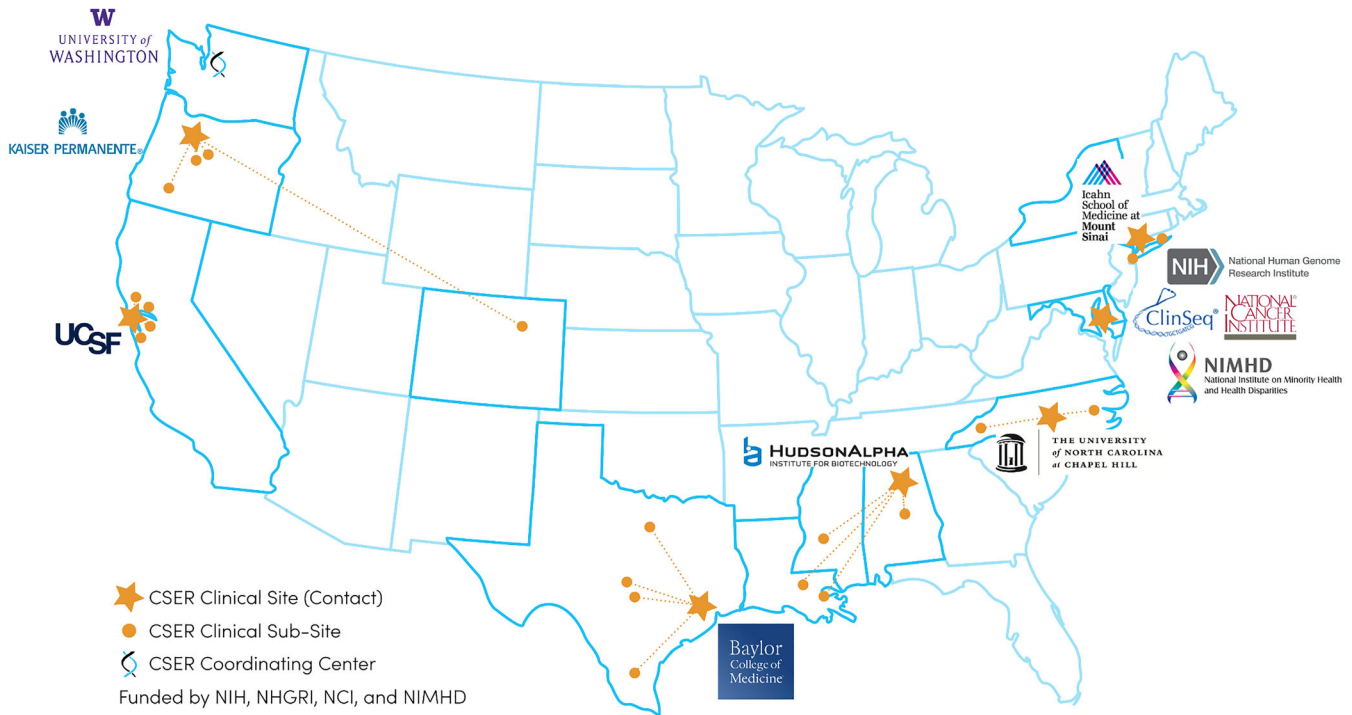 W
UNIVERSITY of
WASHINGTON
KAISER PERMANENTE®
UCSF
Icahn
School of
Medicine at
Mount
Sinai
NIH
National Human Genome
Research Institute
ClinSeq®
NATIONAL
CANCER
INSTITUTE
NIMHD
National Institute on Minority Health
and Health Disparities
HUDSONALPHA
INSTITUTE FOR BIOTECHNOLOGY
THE UNIVERSITY
of NORTH CAROLINA
at CHAPEL HILL
Baylor
College of
Medicine
CSER Clinical Site (Contact)
CSER Clinical Sub-Site
CSER Coordinating Center
Funded by NIH, NHGRI, NCI, and NIMHD